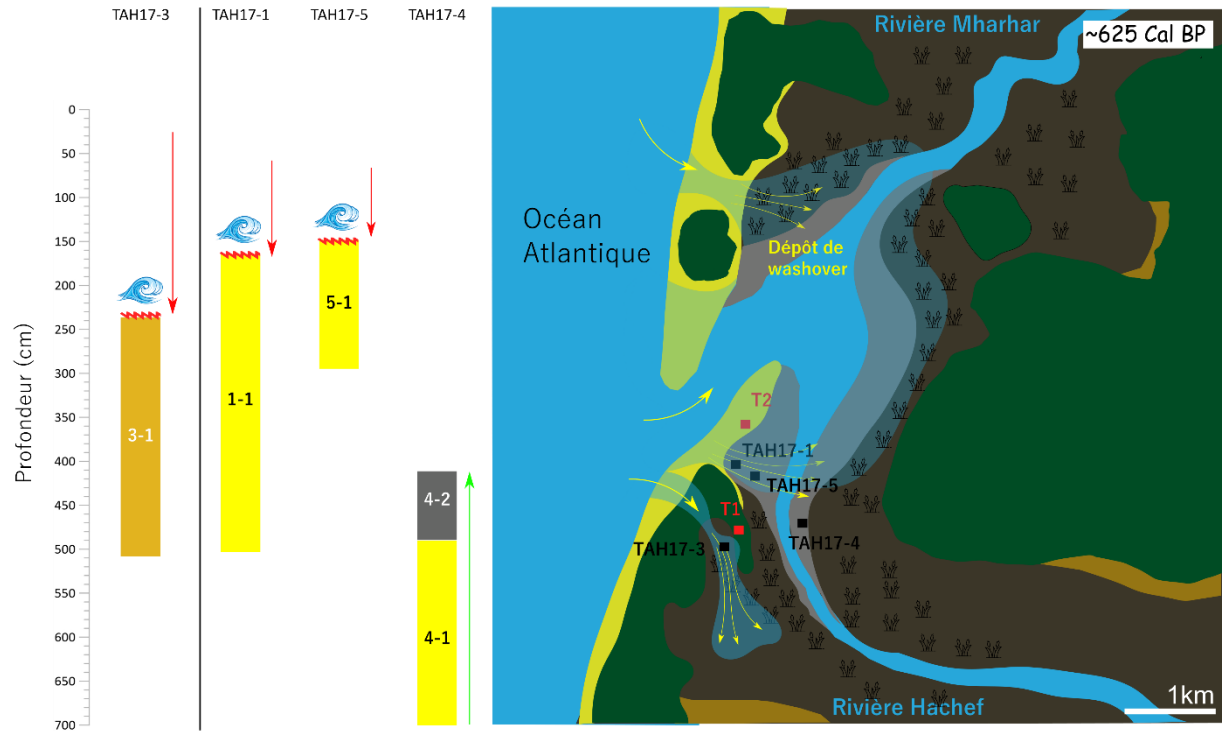 TAH17-3
TAH17-1
TAH17-5
TAH17-4
Profondeur (cm)
0
50
100
150
200
250
300
350
400
450
500
550
600
650
700
3-1
1-1
5-1
4-2
4-1
Rivière Mharhar
~625 Cal BP
Océan
Atlantique
Dépôt de
washover
T2
TAH17-1
TAH17-5
T1
TAH17-4
TAH17-3
Rivière Hachef
1km